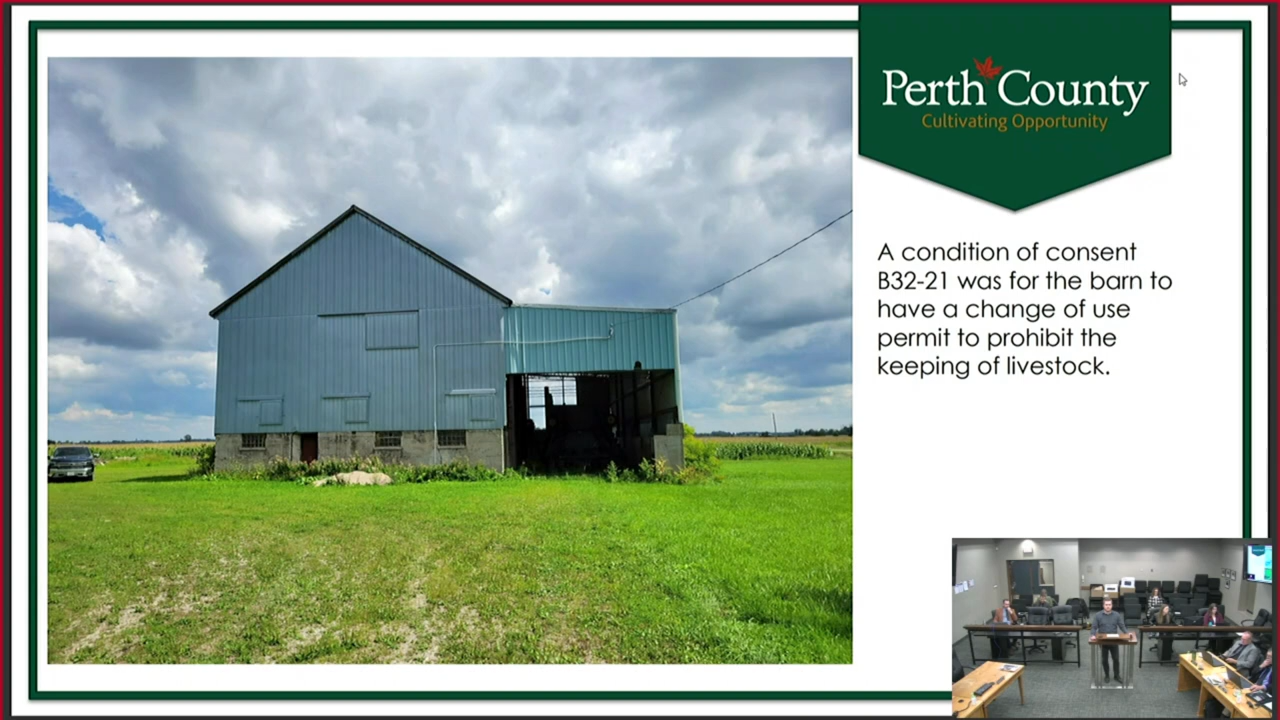 Perth County
Cultivating Opportunity
A condition of consent
B32-21 was for the barn to
have a change of use
permit to prohibit the
keeping of livestock.